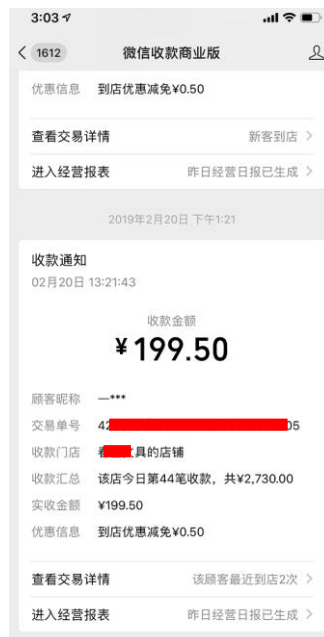 3:03
1612 微信收款商业版
优惠信息 到店优惠减免¥0.50
查看交易详情 新客到店
进入经营报表 昨日经营日报已生成
2019年2月20日 下午1:21
收款通知
02月20日 13:21:43
收款金额
¥199.50
顾客昵称 一***
交易单号 42 05
收款门店 具的店铺
收款汇总 该店今日第44笔收款，共¥2,730.00
实收金额 ¥199.50
优惠信息 到店优惠减免¥0.50
查看交易详情 该顾客最近到店2次
进入经营报表 昨日经营日报已生成